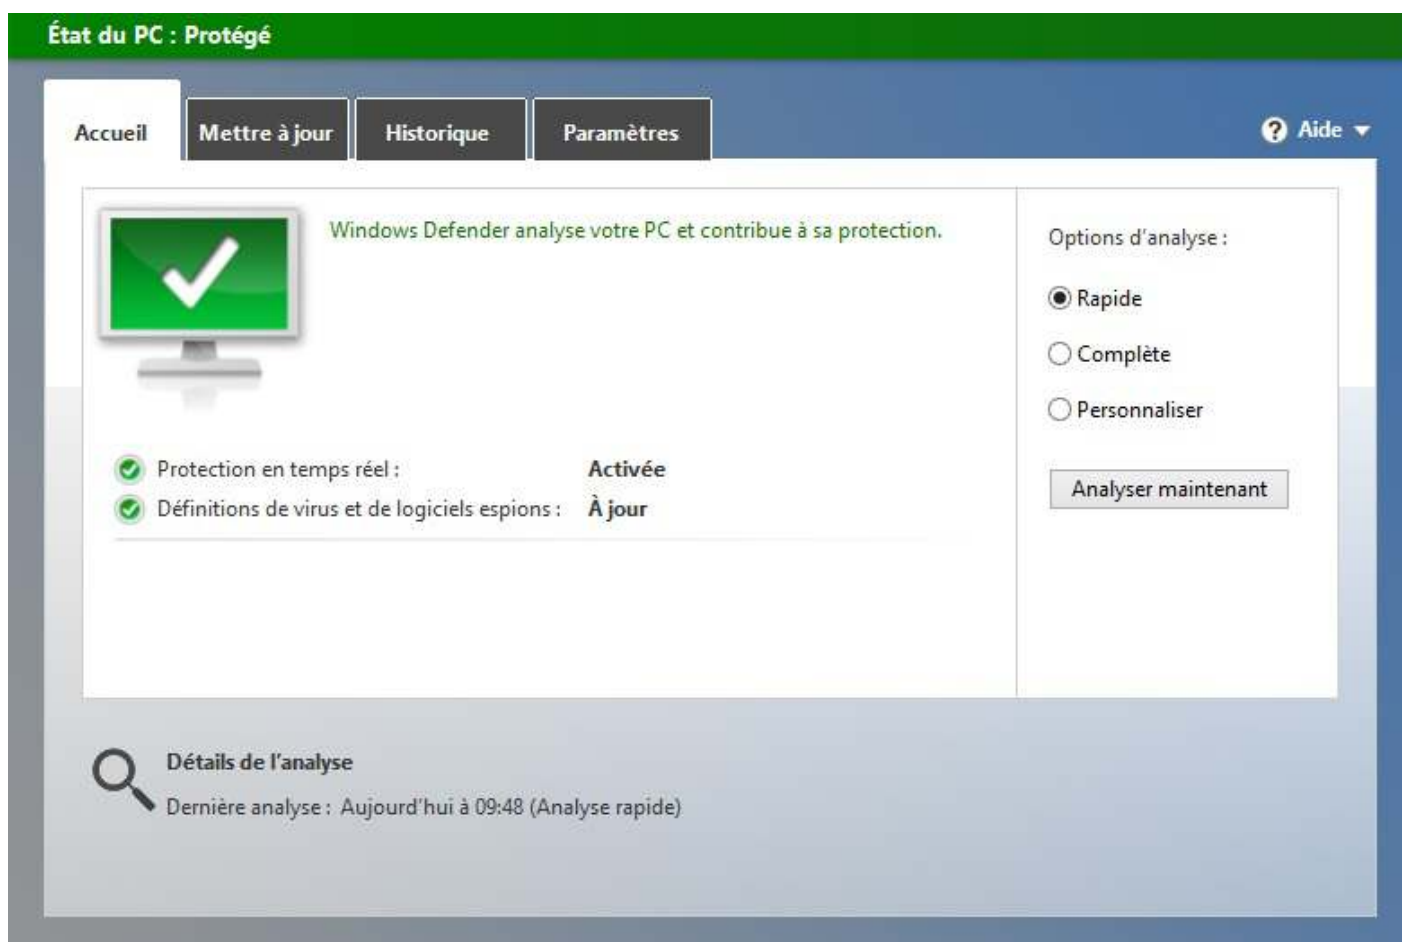 État du PC : Protégé
Accueil
Mettre à jour
Historique
Paramètres
Aide
Windows Defender analyse votre PC et contribue à sa protection.
Options d'analyse :
Rapide
Complète
Personnaliser
Analyser maintenant
Protection en temps réel : Activée
Définitions de virus et de logiciels espions : À jour
Détails de l'analyse
Dernière analyse : Aujourd'hui à 09:48 (Analyse rapide)